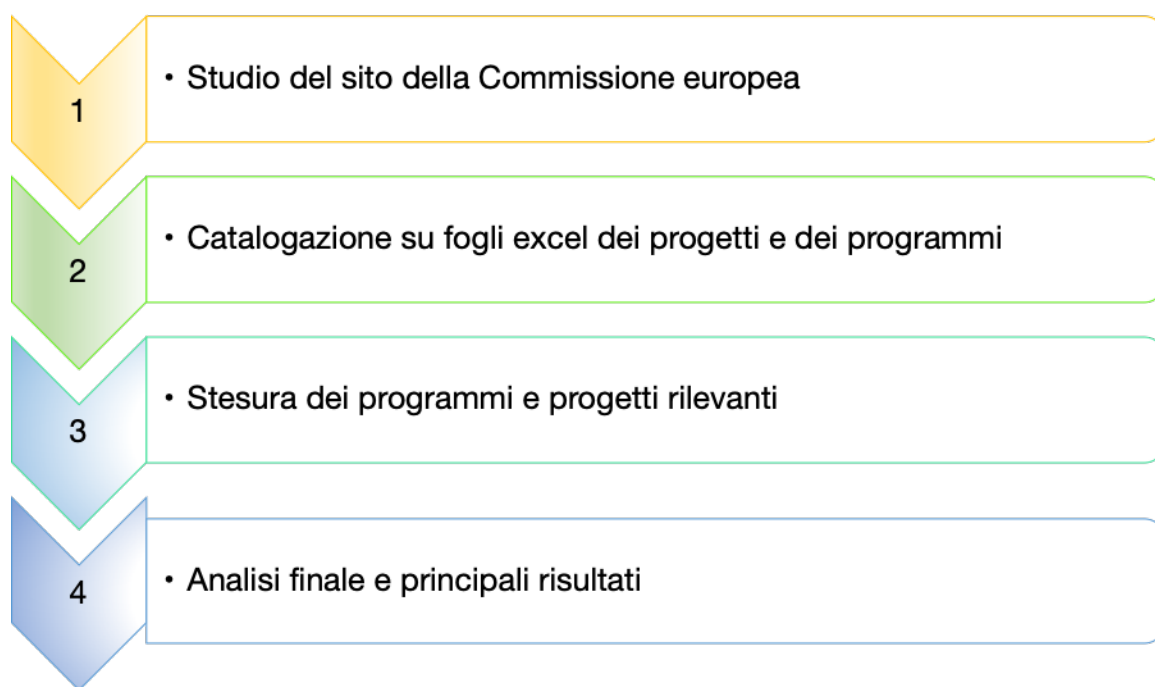 1
• Studio del sito della Commissione europea
2
• Catalogazione su fogli excel dei progetti e dei programmi
3
• Stesura dei programmi e progetti rilevanti
4
• Analisi finale e principali risultati